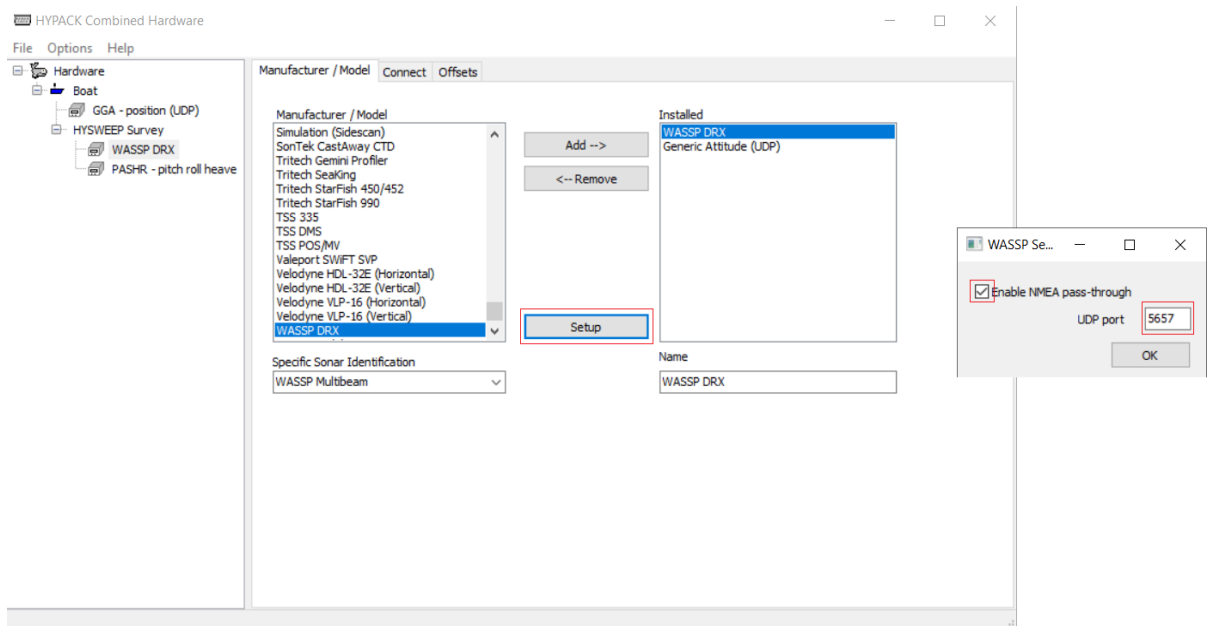 HYPACK Combined Hardware
File Options Help
Hardware
Boat
GGA - position (UDP)
HYSWEEP Survey
WASSP DRX
PASHR - pitch roll heave
Manufacturer / Model
Connect
Offsets
Manufacturer / Model
Simulation (Sidescan)
SonTek CastAway CTD
Tritech Gemini Profiler
Tritech SeaKing
Tritech StarFish 450/452
Tritech StarFish 990
TSS 335
TSS DMS
TSS POS/MV
Valeport SWiFT SVP
Velodyne HDL-32E (Horizontal)
Velodyne HDL-32E (Vertical)
Velodyne VLP-16 (Horizontal)
Velodyne VLP-16 (Vertical)
WASSP DRX
Specific Sonar Identification
WASSP Multibeam
Add -->
<-- Remove
Setup
Installed
WASSP DRX
Generic Attitude (UDP)
Name
WASSP DRX
WASSP Se...
Enable NMEA pass-through
UDP port 5657
OK